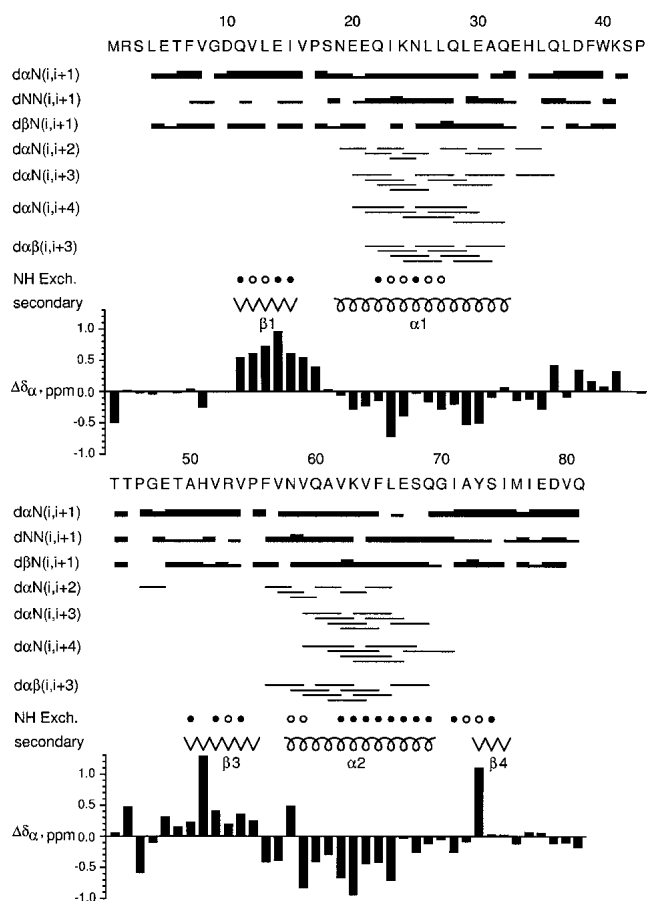 10 20 30 40
MRSLETFVGDQVLEIVPSNEEQIKNLLQLEAQEHLQLDFWKSP
dαN(i,i+1)
dNN(i,i+1)
dβN(i,i+1)
dαN(i,i+2)
dαN(i,i+3)
dαN(i,i+4)
dαβ(i,i+3)
NH Exch.
secondary
β1 α1
1.0
0.5
Δδα, ppm 0.0
-0.5
-1.0
50 60 70 80
TTPGETAHVRVPFVNVQAVKVFLESQGIAYSIMIEDVQ
dαN(i,i+1)
dNN(i,i+1)
dβN(i,i+1)
dαN(i,i+2)
dαN(i,i+3)
dαN(i,i+4)
dαβ(i,i+3)
NH Exch.
secondary
β3 α2 β4
1.0
0.5
Δδα, ppm 0.0
-0.5
-1.0